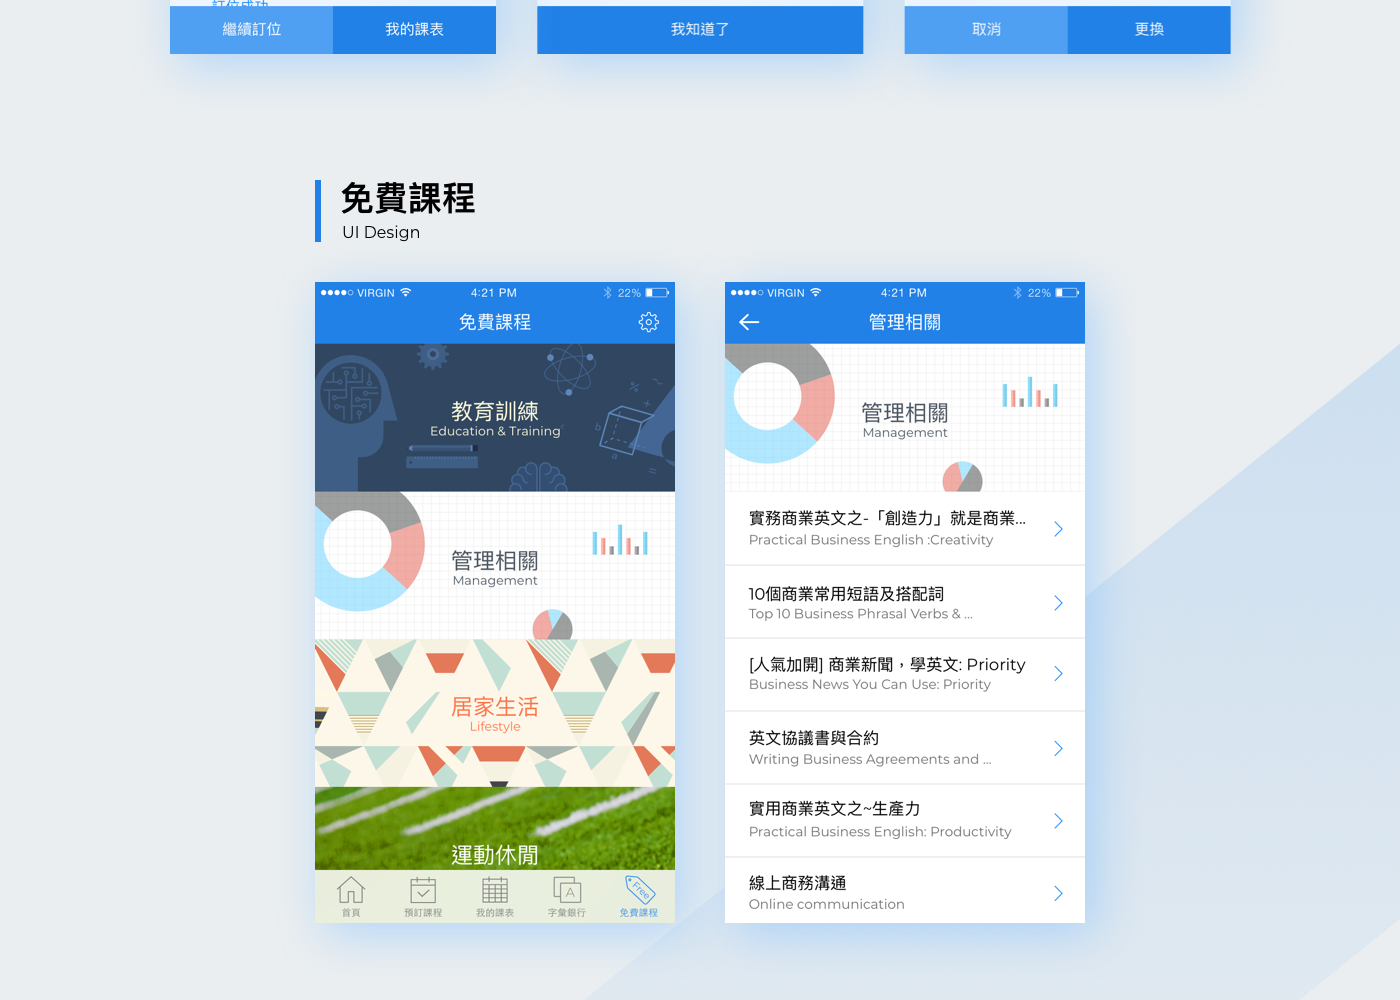 訂位成功
繼續訂位
我的課表
我知道了
取消
更換
免費課程
UI Design
VIRGIN
4:21 PM
22%
免費課程
教育訓練
Education & Training
管理相關
Management
居家生活
Lifestyle
運動休閒
首頁
預訂課程
我的課表
A
字彙銀行
Free
免費課程
VIRGIN
4:21 PM
22%
管理相關
管理相關
Management
實務商業英文之-「創造力」就是商業...
Practical Business English :Creativity
10個商業常用短語及搭配詞
Top 10 Business Phrasal Verbs & ...
[人氣加開] 商業新聞，學英文: Priority
Business News You Can Use: Priority
英文協議書與合約
Writing Business Agreements and ...
實用商業英文之~生產力
Practical Business English: Productivity
線上商務溝通
Online communication